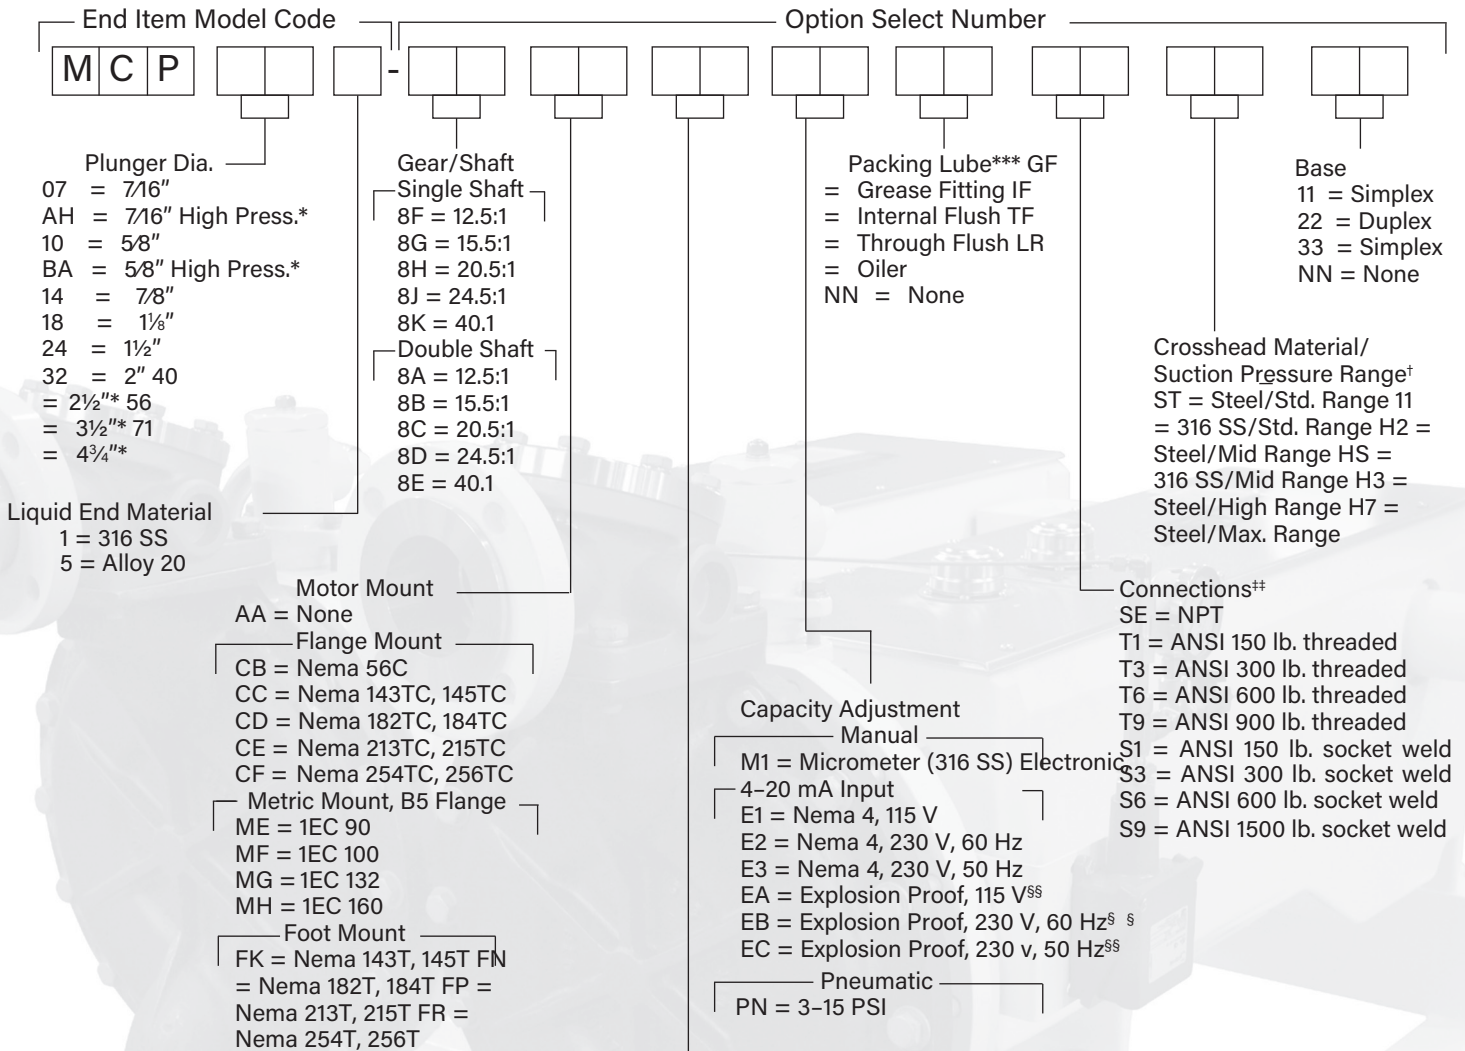 End Item Model Code
Option Select Number
M C P
-
Plunger Dia.
07 = 7⁄16"
AH = 7⁄16" High Press.*
10 = 5⁄8"
BA = 5⁄8" High Press.*
14 = 7⁄8"
18 = 1⅛"
24 = 1½"
32 = 2" 40
= 2½"* 56
= 3½"* 71
= 4¾"*
Liquid End Material
1 = 316 SS
5 = Alloy 20
Gear/Shaft
Single Shaft
8F = 12.5:1
8G = 15.5:1
8H = 20.5:1
8J = 24.5:1
8K = 40.1
Double Shaft
8A = 12.5:1
8B = 15.5:1
8C = 20.5:1
8D = 24.5:1
8E = 40.1
Motor Mount
AA = None
Flange Mount
CB = Nema 56C
CC = Nema 143TC, 145TC
CD = Nema 182TC, 184TC
CE = Nema 213TC, 215TC
CF = Nema 254TC, 256TC
Metric Mount, B5 Flange
ME = 1EC 90
MF = 1EC 100
MG = 1EC 132
MH = 1EC 160
Foot Mount
FK = Nema 143T, 145T FN
= Nema 182T, 184T FP =
Nema 213T, 215T FR =
Nema 254T, 256T
Capacity Adjustment
Manual
M1 = Micrometer (316 SS) Electronic
4–20 mA Input
E1 = Nema 4, 115 V
E2 = Nema 4, 230 V, 60 Hz
E3 = Nema 4, 230 V, 50 Hz
EA = Explosion Proof, 115 V§§
EB = Explosion Proof, 230 V, 60 Hz§ §
EC = Explosion Proof, 230 v, 50 Hz§§
Pneumatic
PN = 3–15 PSI
Packing Lube*** GF
= Grease Fitting IF
= Internal Flush TF
= Through Flush LR
= Oiler
NN = None
Connections‡‡
SE = NPT
T1 = ANSI 150 lb. threaded
T3 = ANSI 300 lb. threaded
T6 = ANSI 600 lb. threaded
T9 = ANSI 900 lb. threaded
S1 = ANSI 150 lb. socket weld
S3 = ANSI 300 lb. socket weld
S6 = ANSI 600 lb. socket weld
S9 = ANSI 1500 lb. socket weld
Crosshead Material/
Suction Pressure Range†
ST = Steel/Std. Range 11
= 316 SS/Std. Range H2 =
Steel/Mid Range HS =
316 SS/Mid Range H3 =
Steel/High Range H7 =
Steel/Max. Range
Base
11 = Simplex
22 = Duplex
33 = Simplex
NN = None